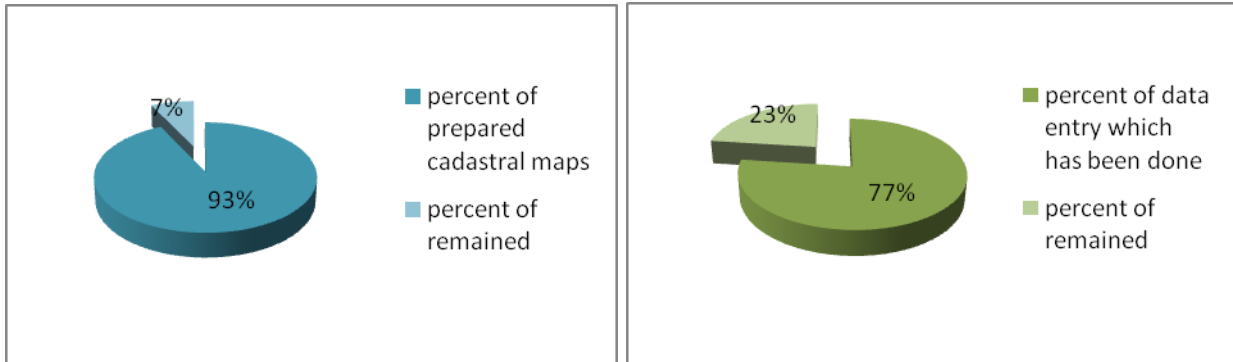 7%
93%
percent of
prepared
cadastral maps
percent of
remained
23%
77%
percent of data
entry which
has been done
percent of
remained